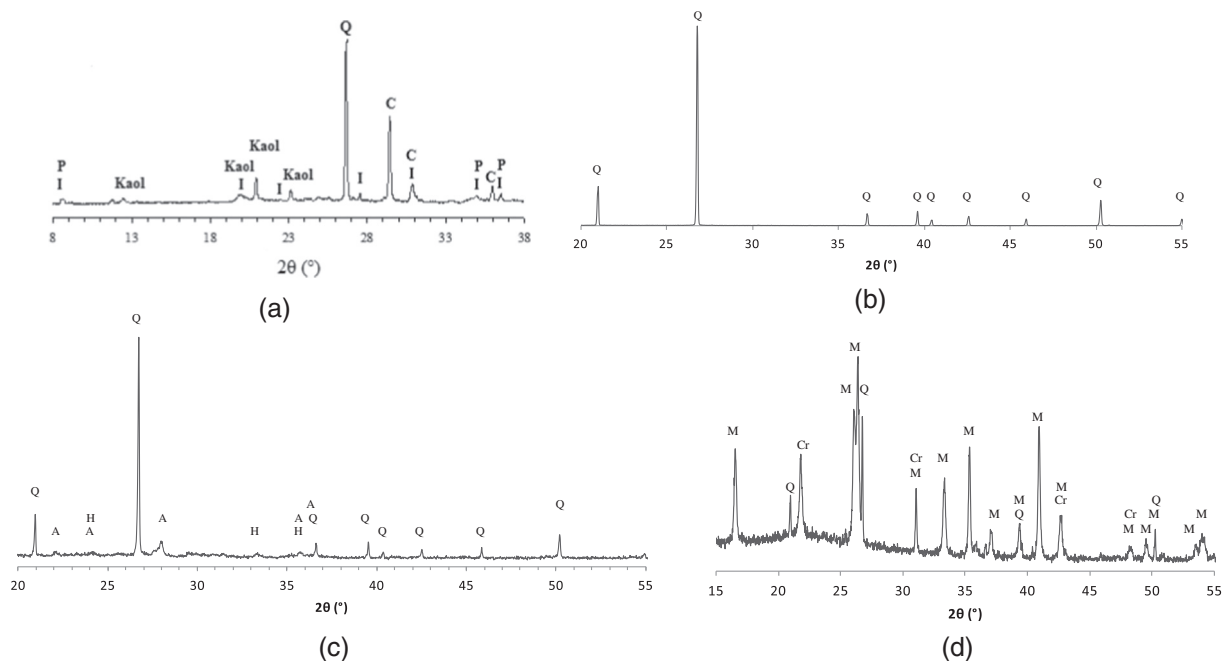 Q
C
Kaol
P
I
Kaol
Kaol
I
I
Kaol
I
C
I
P
I
C
P
I
8 13 18 23 28 33 38
2θ (°)
(a)
Q
Q
Q
Q
Q
Q
Q
Q
Q
20 25 30 35 40 45 50 55
2θ (°)
(b)
Q
Q
A
H
A
A
H
A
H
A
Q
Q
Q
Q
Q
Q
20 25 30 35 40 45 50 55
2θ (°)
(c)
M
Q
Cr
M
M
Q
Cr
M
M
M
M
M
Q
M
M
Cr
Cr
M
M
Q
M
M
M
15 20 25 30 35 40 45 50 55
2θ (°)
(d)